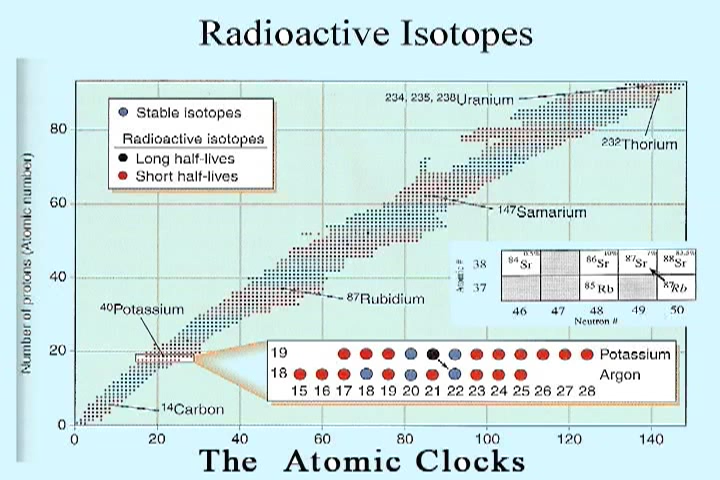 Radioactive Isotopes
Number of protons (Atomic number)
80
60
40
20
0
0 20 40 60 80 100 120 140
Stable isotopes
Radioactive isotopes
Long half-lives
Short half-lives
234, 235, 238Uranium
232Thorium
147Samarium
87Rubidium
40Potassium
14Carbon
Atomic #
38 84Sr 86Sr 87Sr 88Sr
37 85Rb 87Rb
46 47 48 49 50
Neutron #
19 Potassium
18 Argon
15 16 17 18 19 20 21 22 23 24 25 26 27 28
The Atomic Clocks